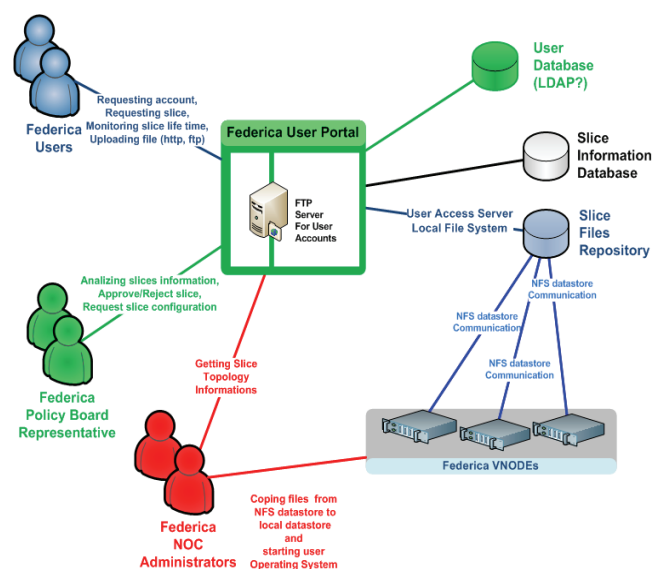 Requesting account,
Requesting slice,
Monitoring slice life time,
Uploading file (http, ftp)
Federica
Users
User
Database
(LDAP?)
Federica User Portal
FTP
Server
For User
Accounts
Slice
Information
Database
User Access Server
Local File System
Slice
Files
Repository
Analizing slices information,
Approve/Reject slice,
Request slice configuration
Federica
Policy Board
Representative
NFS datastore
Communication
NFS datastore
Communication
NFS datastore
Communication
Getting Slice
Topology
Informations
Federica VNODEs
Federica
NOC
Administrators
Coping files from
NFS datastore to
local datastore
and
starting user
Operating System